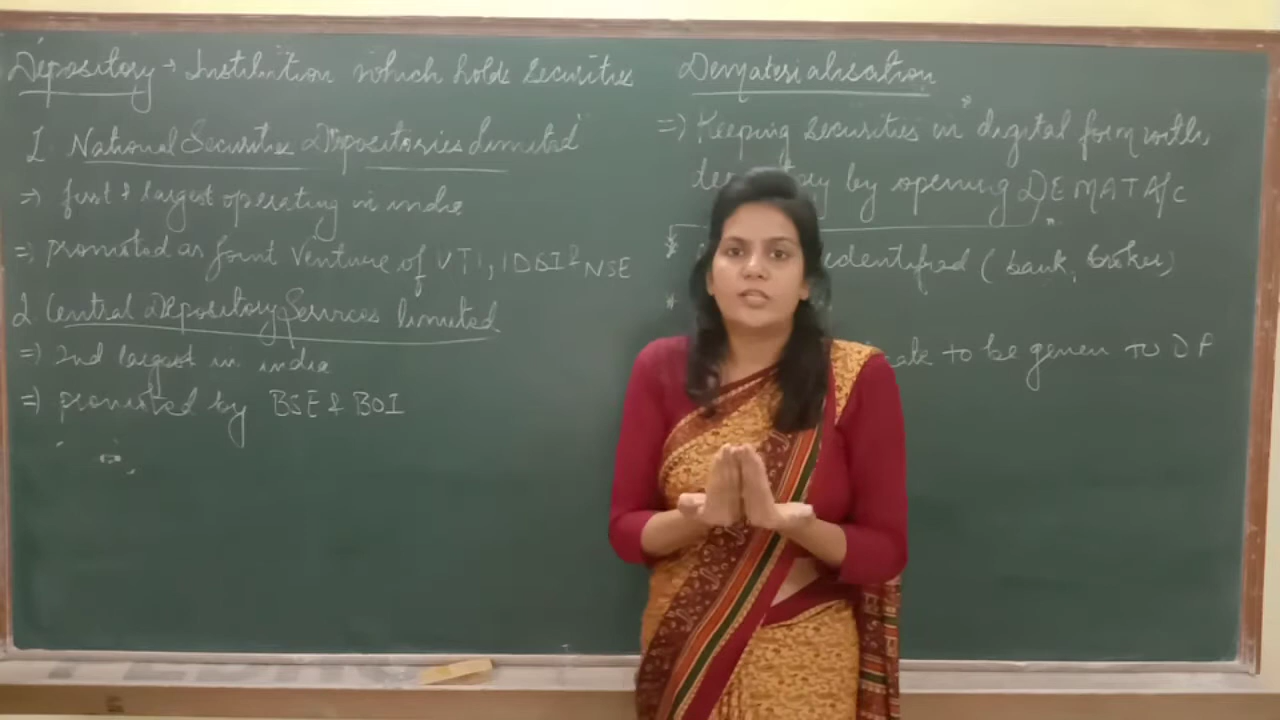 Depository → Institution which holds securities
1. National Securities Depositories limited
=) first & largest operating in india
=) promoted as Joint Venture of UTI, IDBI & NSE
2 Central Depository Services limited
=) 2nd largest in india
=) promoted by BSE & BOI
Dematerialisation
=) Keeping securities in digital form with
by opening DEMAT A/c
(bank, broker)
to be given to DP